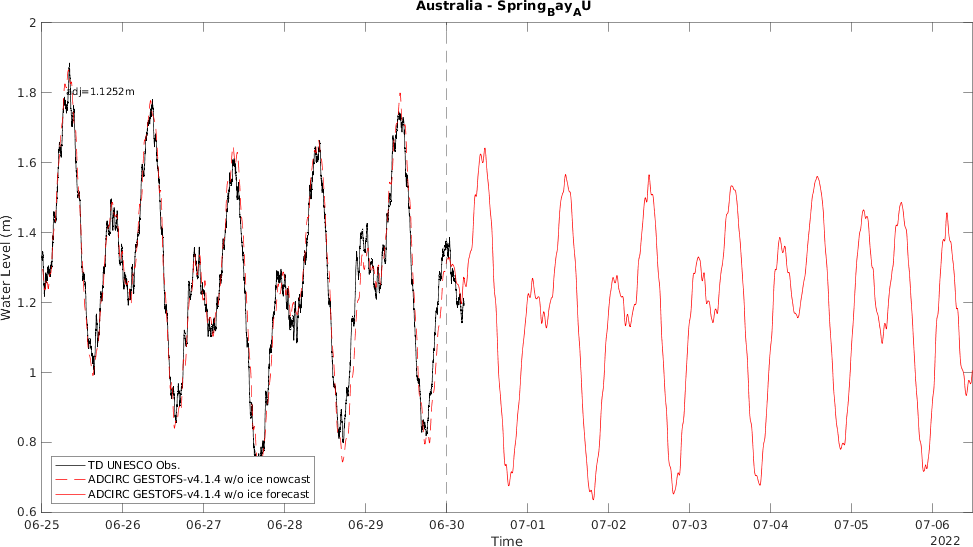 Australia - SpringBayAU
2
1.8
1.6
1.4
1.2
1
0.8
0.6
Water Level (m)
adj=1.1252m
TD UNESCO Obs.
ADCIRC GESTOFS-v4.1.4 w/o ice nowcast
ADCIRC GESTOFS-v4.1.4 w/o ice forecast
06-25 06-26 06-27 06-28 06-29 06-30 07-01 07-02 07-03 07-04 07-05 07-06
Time
2022